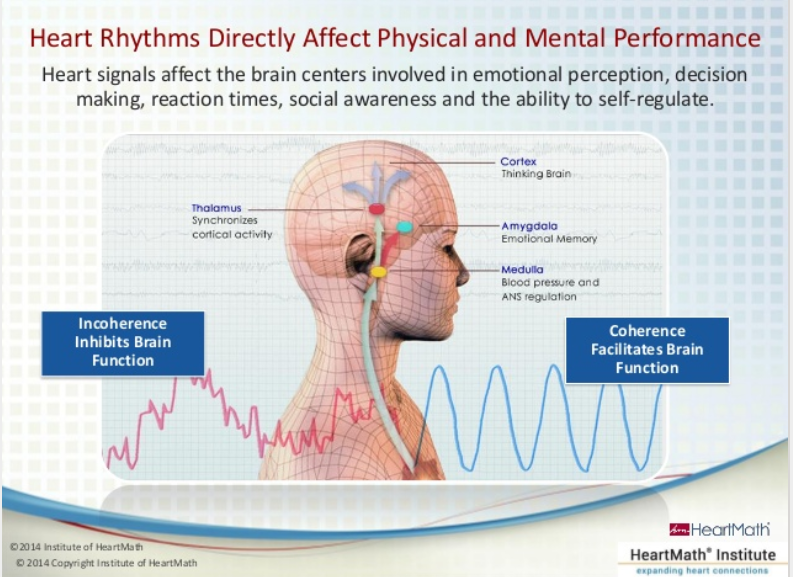 Heart Rhythms Directly Affect Physical and Mental Performance
Heart signals affect the brain centers involved in emotional perception, decision
making, reaction times, social awareness and the ability to self-regulate.
Cortex
Thinking Brain
Thalamus
Synchronizes
cortical activity
Amygdala
Emotional Memory
Medulla
Blood pressure and
ANS regulation
Incoherence
Inhibits Brain
Function
Coherence
Facilitates Brain
Function
HeartMath®
©2014 Institute of HeartMath
© 2014 Copyright Institute of HeartMath
HeartMath® Institute
expanding heart connections